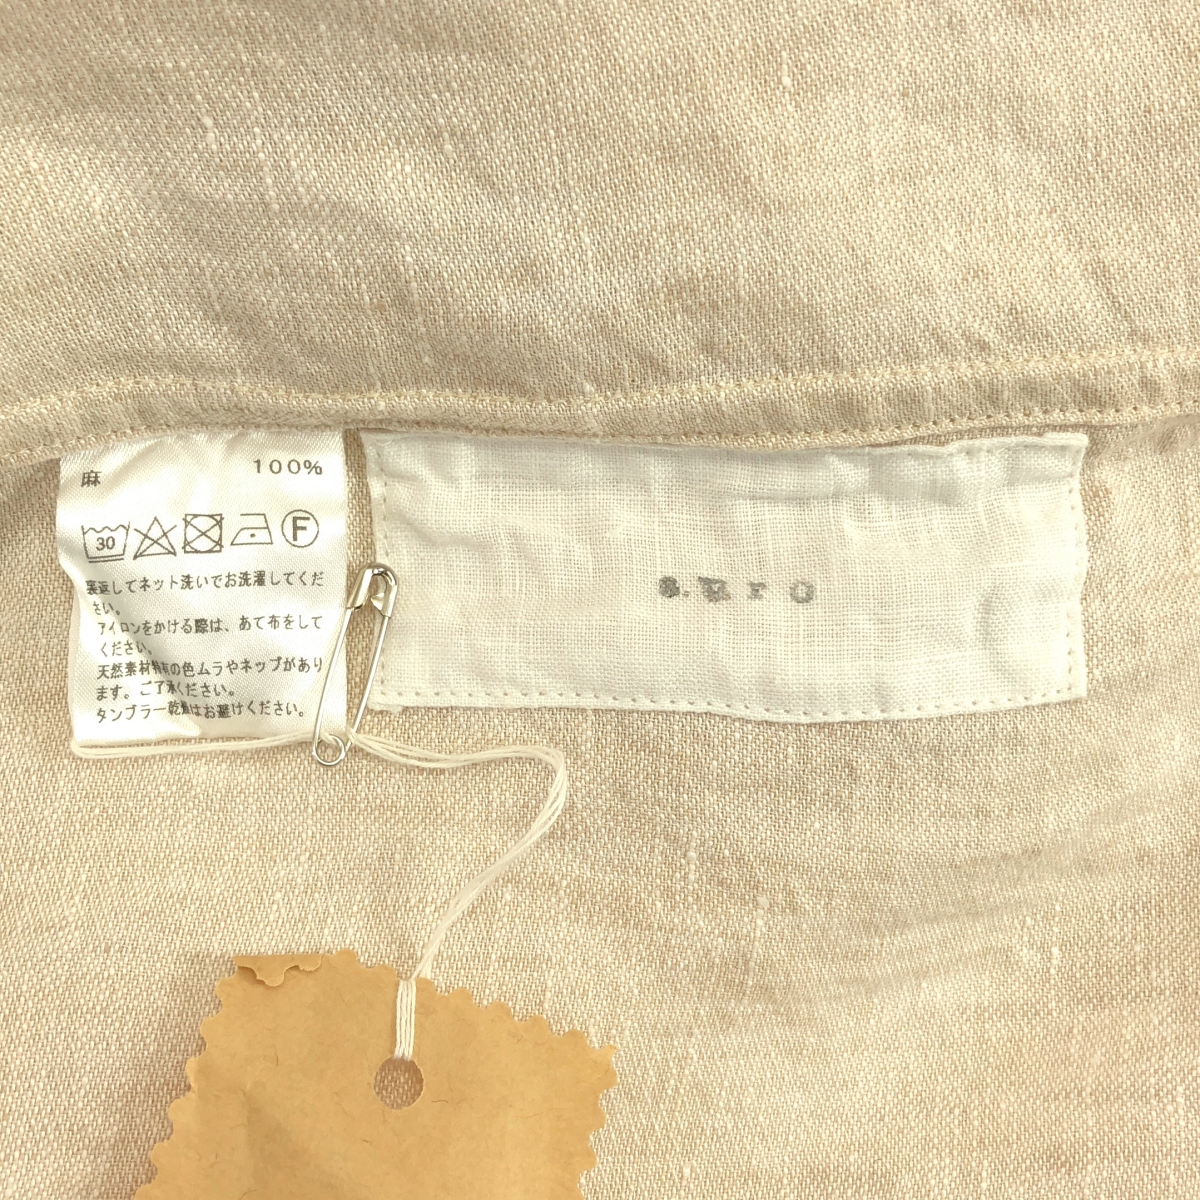 麻 100%
30 F
裏返してネット洗いでお洗濯してくだ
さい。
アイロンをかける際は、あて布をして
ください。
天然素材特有の色ムラやネップがあり
ます。ご了承ください。
タンブラー乾燥はお避けください。